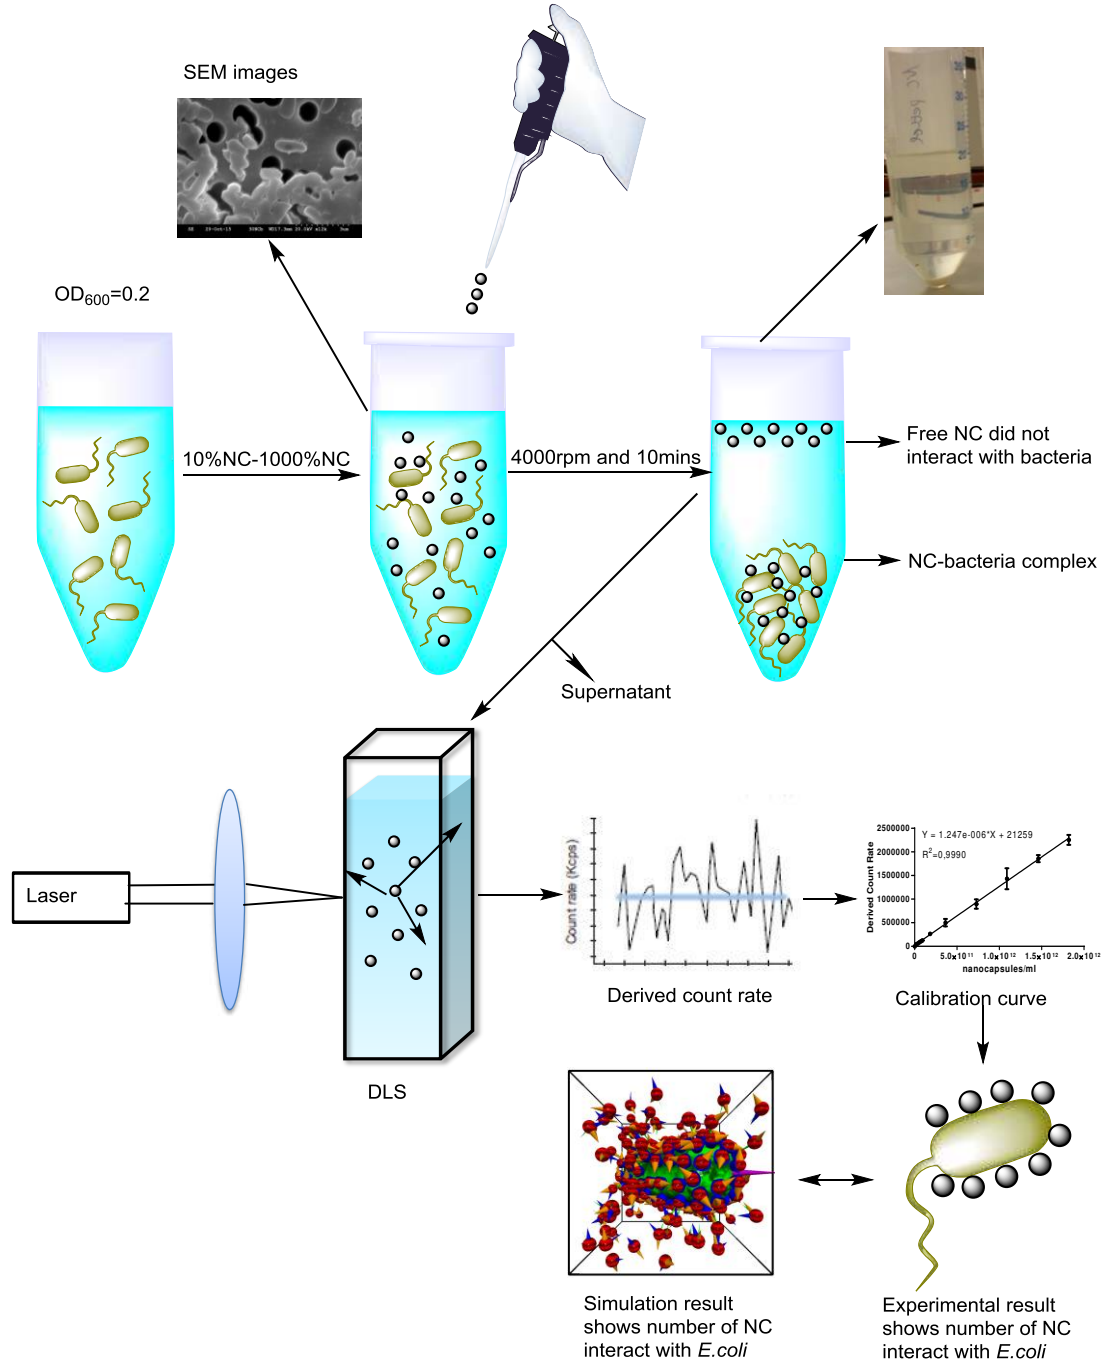 SEM images
OD600=0.2
10%NC-1000%NC
4000rpm and 10mins
Free NC did not
interact with bacteria
NC-bacteria complex
Supernatant
Laser
DLS
Count rate (Kcps)
Derived count rate
Derived Count Rate
Y = 1.247e-006*X + 21259
R2=0,9990
2500000
2000000
1500000
1000000
500000
0
0 5.0x10 11 1.0x10 12 1.5x10 12 2.0x10 12
nanocapsules/ml
Calibration curve
Simulation result
shows number of NC
interact with E.coli
Experimental result
shows number of NC
interact with E.coli